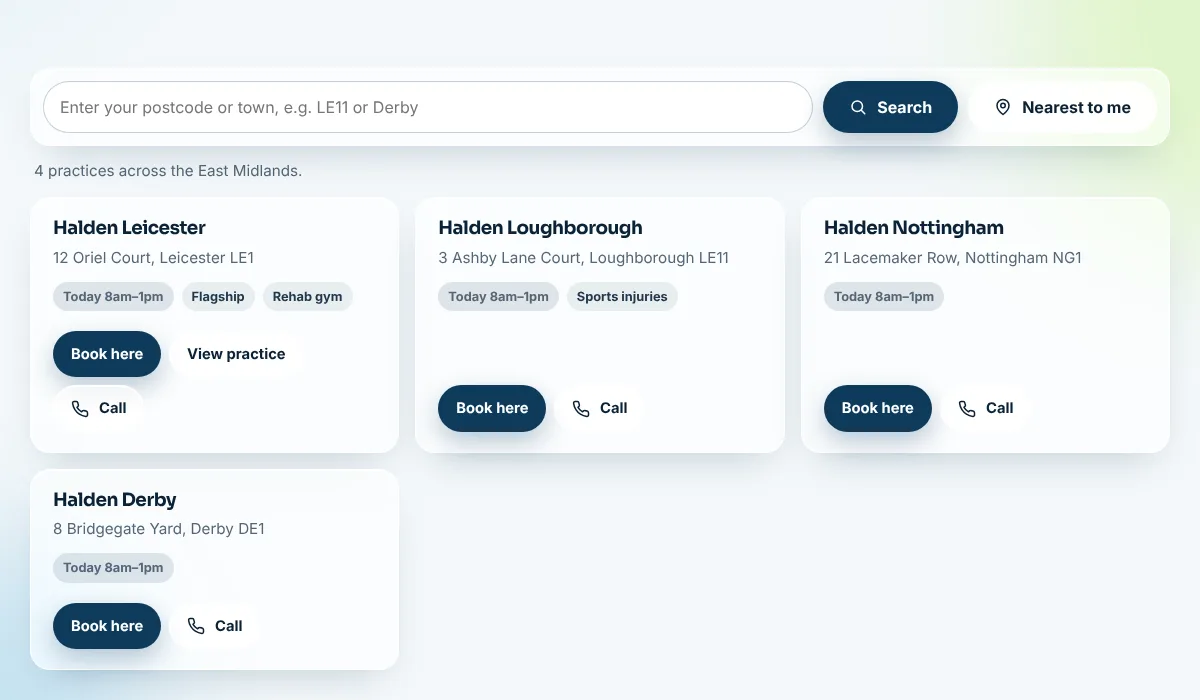 Enter your postcode or town, e.g. LE11 or Derby
Search
Nearest to me
4 practices across the East Midlands.
Halden Leicester
12 Oriel Court, Leicester LE1
Today 8am–1pm
Flagship
Rehab gym
Book here
View practice
Call
Halden Loughborough
3 Ashby Lane Court, Loughborough LE11
Today 8am–1pm
Sports injuries
Book here
Call
Halden Nottingham
21 Lacemaker Row, Nottingham NG1
Today 8am–1pm
Book here
Call
Halden Derby
8 Bridgegate Yard, Derby DE1
Today 8am–1pm
Book here
Call